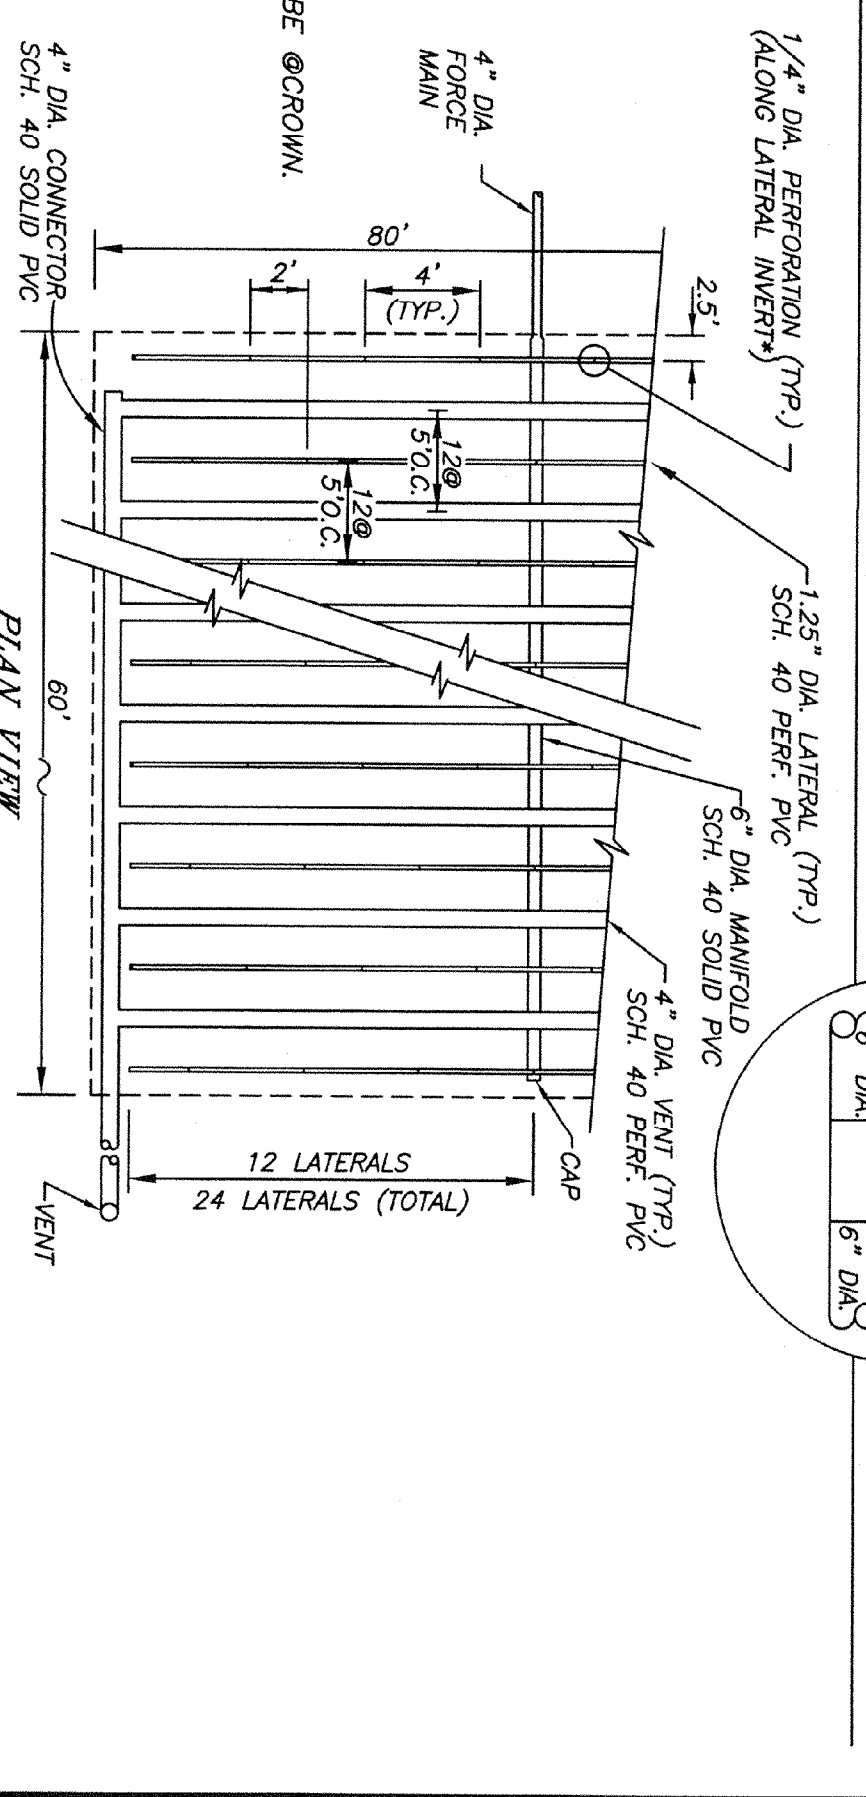 1/4" DIA. PERFORATION (TYP.)
(ALONG LATERAL INVERT*)
1.25" DIA. LATERAL (TYP.)
SCH. 40 PERF. PVC
6" DIA. MANIFOLD
SCH. 40 SOLID PVC
4" DIA. VENT (TYP.)
SCH. 40 PERF. PVC
6" DIA.
DIA.
4" DIA.
FORCE
MAIN
BE @CROWN.
4" DIA. CONNECTOR
SCH. 40 SOLID PVC
80'
2'
4'
(TYP.)
2.5'
12@
5'O.C.
12@
5'O.C.
60'
CAP
12 LATERALS
24 LATERALS (TOTAL)
VENT
PLAN VIEW